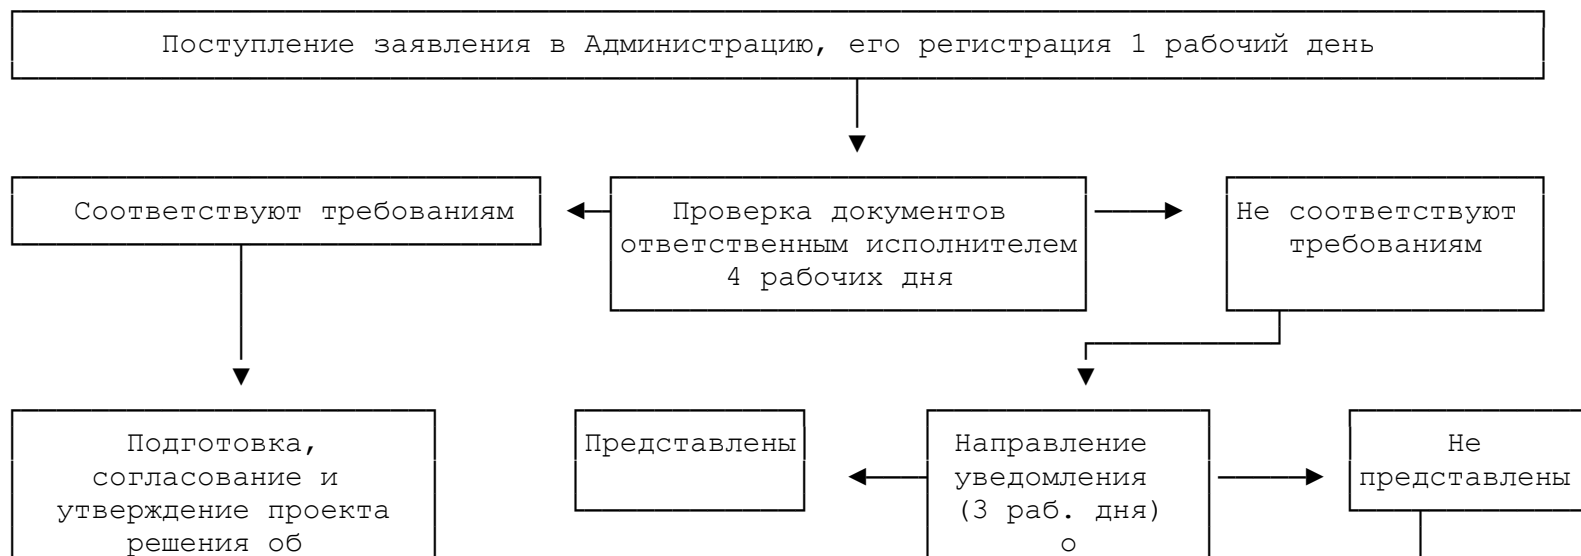 Поступление заявления в Администрацию, его регистрация 1 рабочий день
Соответствуют требованиям
Проверка документов
ответственным исполнителем
4 рабочих дня
Не соответствуют
требованиям
Подготовка,
согласование и
утверждение проекта
решения об
Представлены
Направление
уведомления
(3 раб. дня)
о
Не
представлены